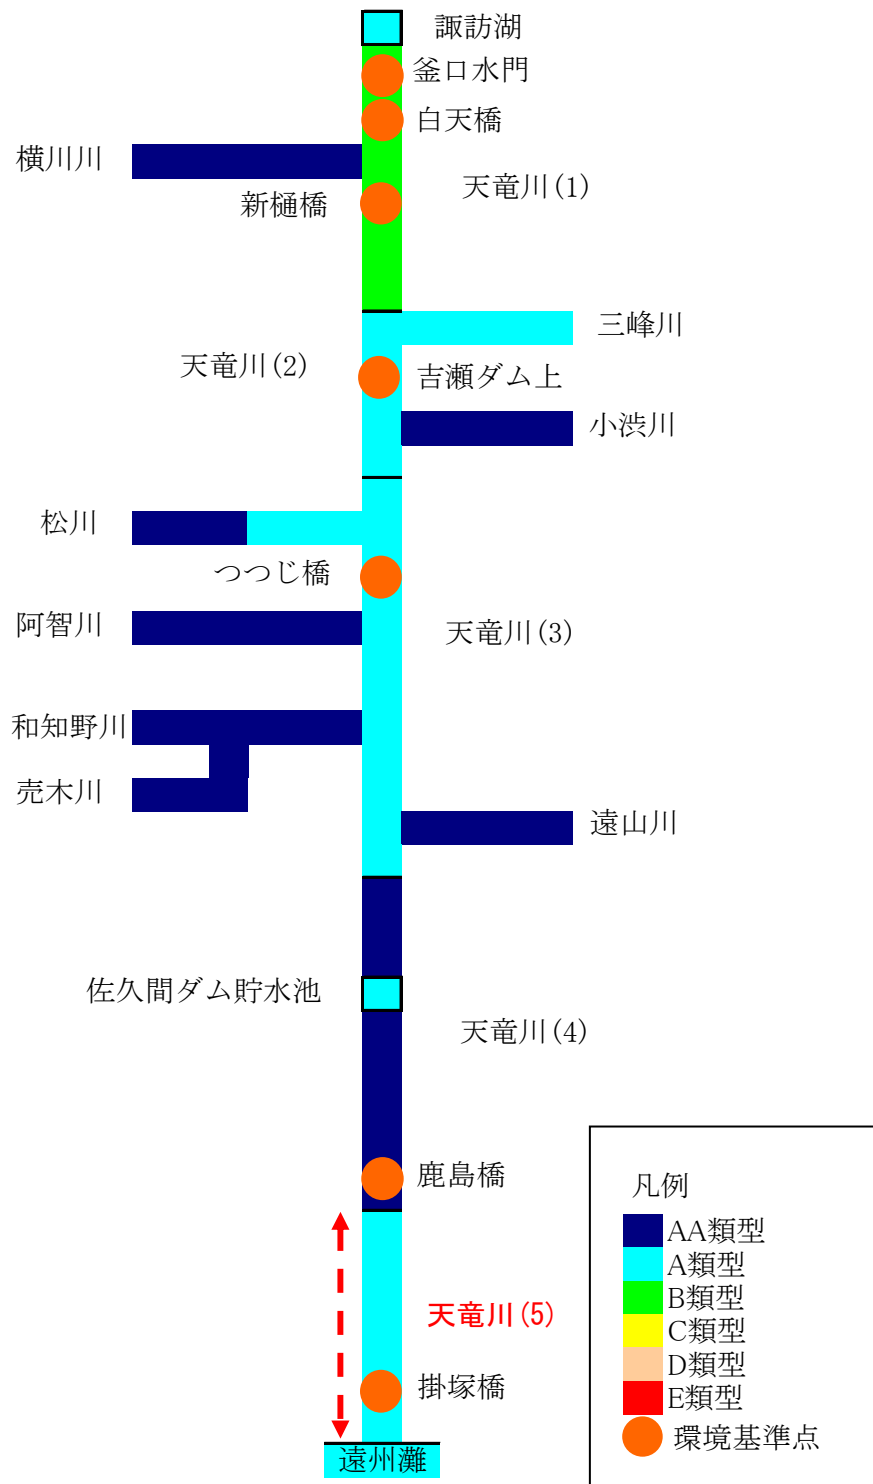 諏訪湖
釜口水門
白天橋
横川川
天竜川(1)
新樋橋
三峰川
天竜川(2)
吉瀬ダム上
小渋川
松川
つつじ橋
阿智川
天竜川(3)
和知野川
売木川
遠山川
佐久間ダム貯水池
天竜川(4)
鹿島橋
天竜川(5)
掛塚橋
遠州灘
凡例
AA類型
A類型
B類型
C類型
D類型
E類型
環境基準点